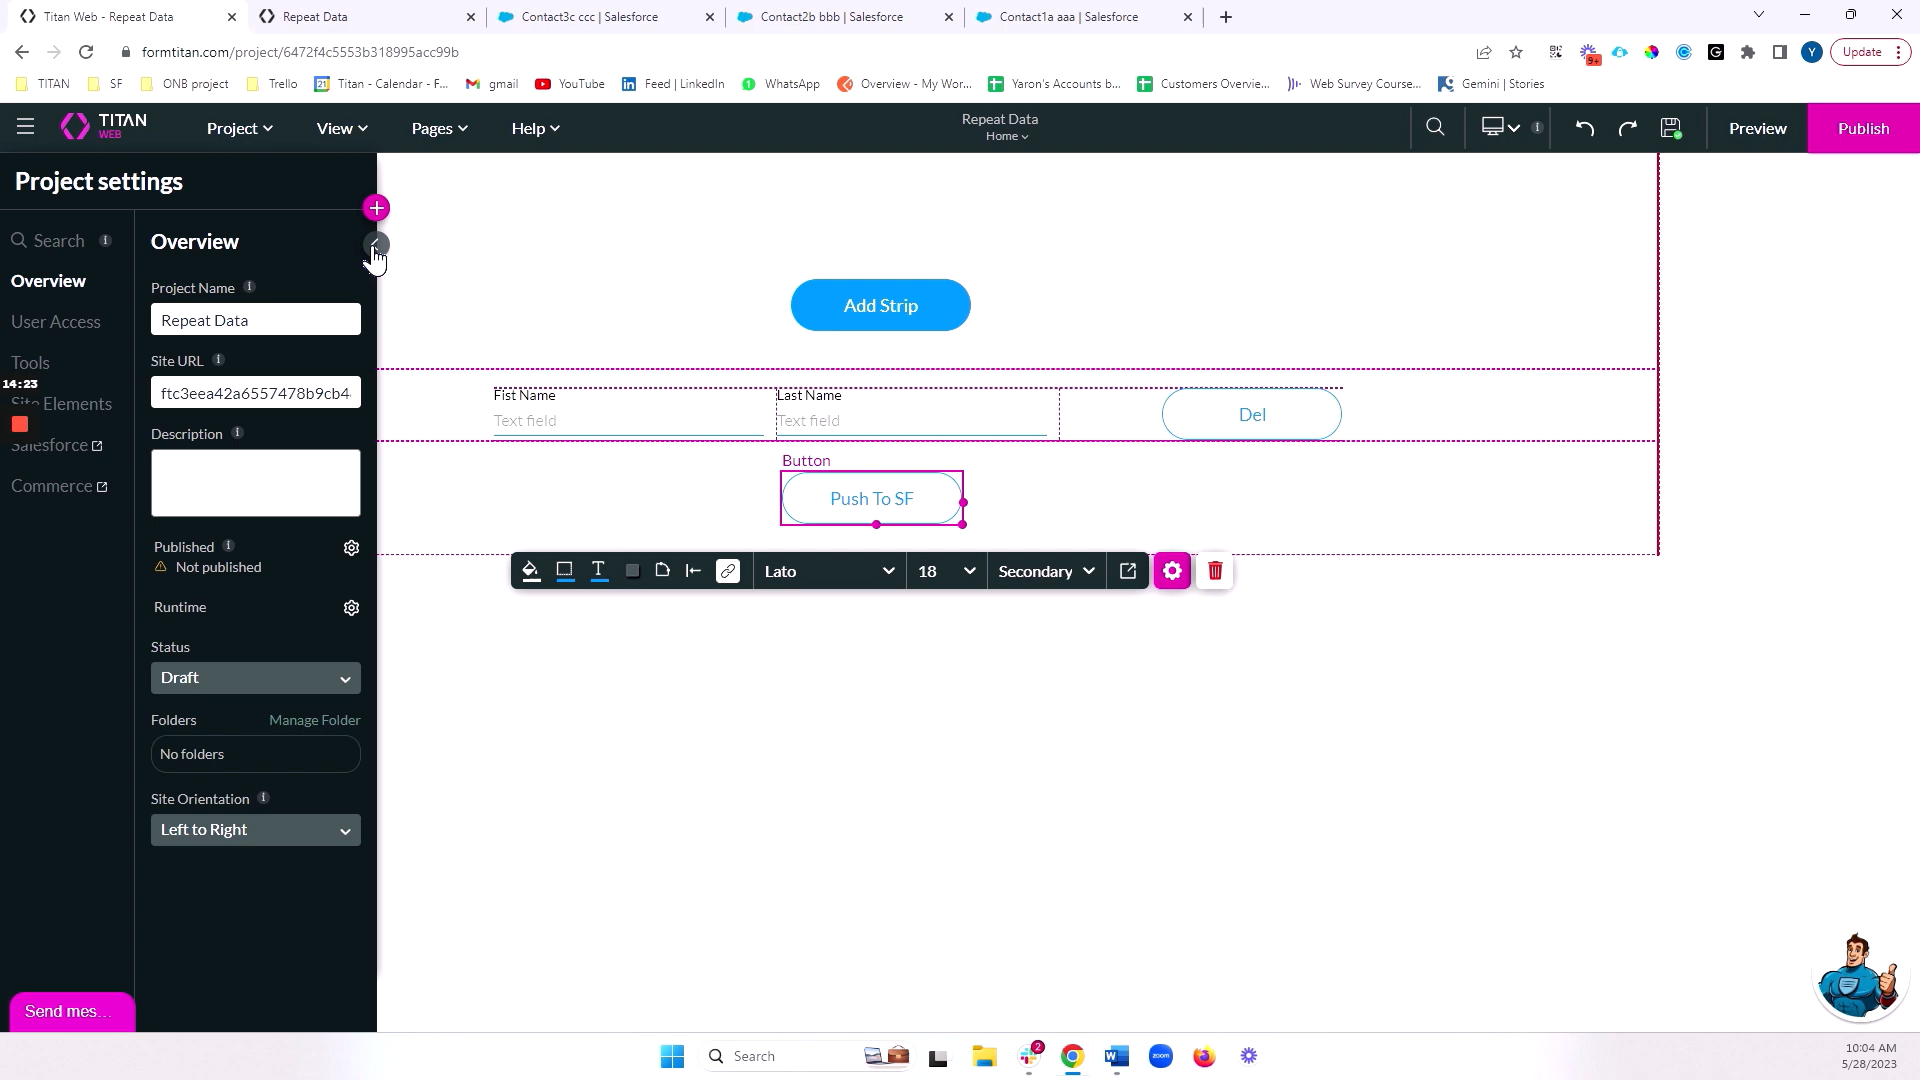 Titan Web - Repeat Data
Repeat Data
Contact3c ccc | Salesforce
Contact2b bbb | Salesforce
Contact1a aaa | Salesforce
formtitan.com/project/6472f4c5553b318995acc99b
9+
G
Y
Update
TITAN
SF
ONB project
Trello
21
Titan - Calendar - F...
gmail
YouTube
Feed | LinkedIn
WhatsApp
Overview - My Wor...
Yaron's Accounts b...
Customers Overvie...
Web Survey Course...
Gemini | Stories
TITAN
WEB
Project
View
Pages
Help
Repeat Data
Home
Preview
Publish
Project settings
Search
Overview
User Access
Tools
14:23
Site Elements
Salesforce
Commerce
Overview
Project Name
Repeat Data
Site URL
ftc3eea42a6557478b9cb4
Description
Published
Not published
Runtime
Status
Draft
Folders
Manage Folder
No folders
Site Orientation
Left to Right
Send mes...
Add Strip
Fist Name
Text field
Last Name
Text field
Del
Button
Push To SF
Lato
18
Secondary
Search
2
zoom
10:04 AM
5/28/2023